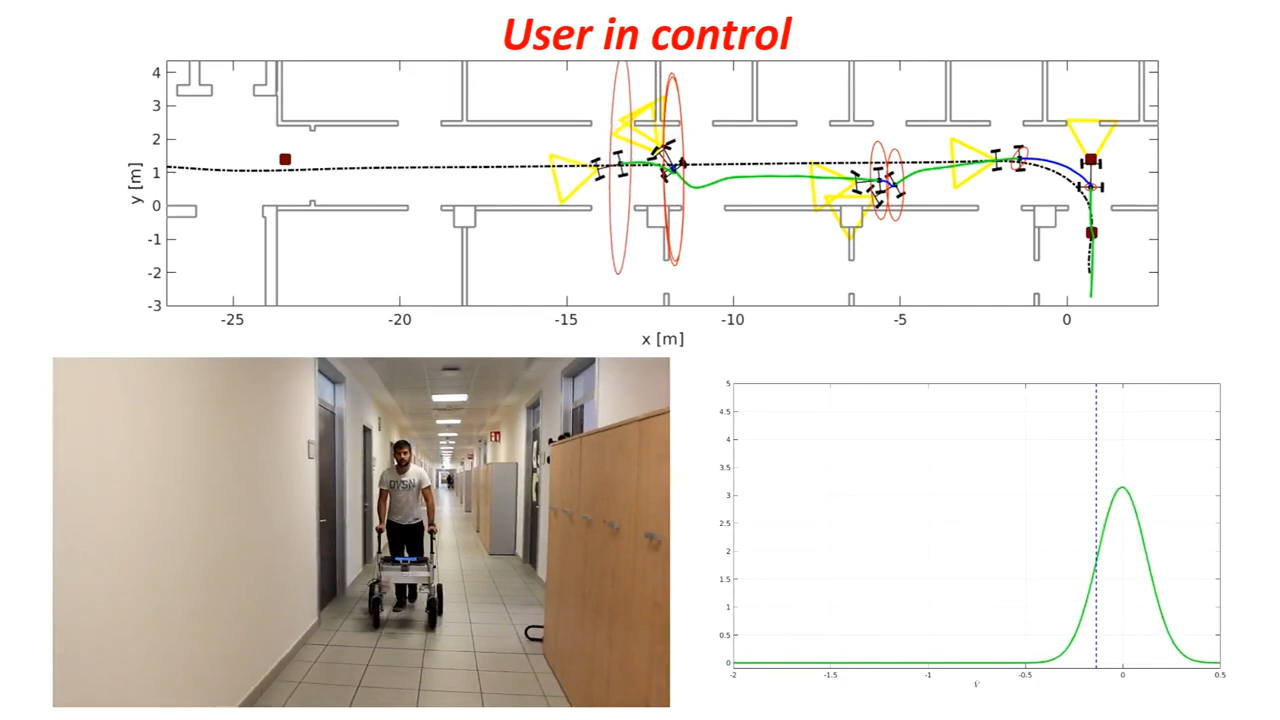 User in control
4
3
2
1
0
-1
-2
-3
y [m]
-25 -20 -15 -10 -5 0
x [m]
OVSN
5
4.5
4
3.5
3
2.5
2
1.5
1
0.5
0
-2 -1.5 -1 -0.5 0 0.5
V̇